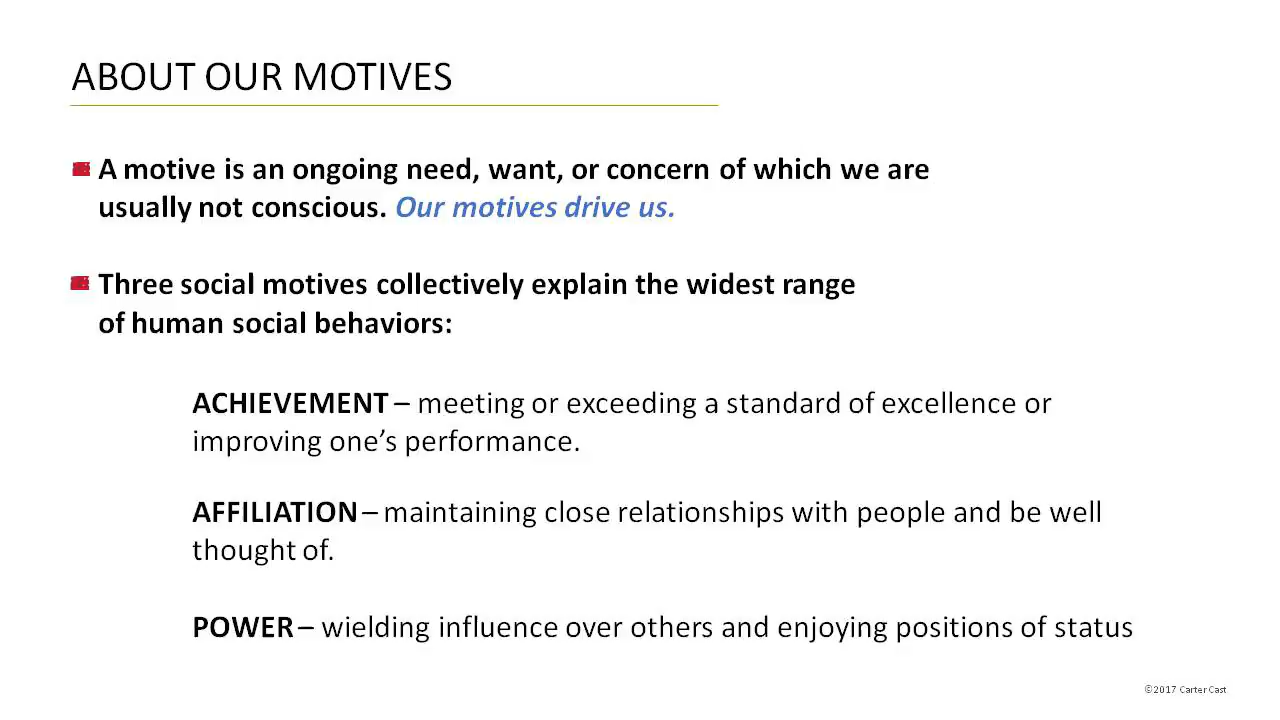 ABOUT OUR MOTIVES
A motive is an ongoing need, want, or concern of which we are
usually not conscious. Our motives drive us.
Three social motives collectively explain the widest range
of human social behaviors:
ACHIEVEMENT – meeting or exceeding a standard of excellence or
improving one’s performance.
AFFILIATION – maintaining close relationships with people and be well
thought of.
POWER – wielding influence over others and enjoying positions of status
©2017 Carter Cast